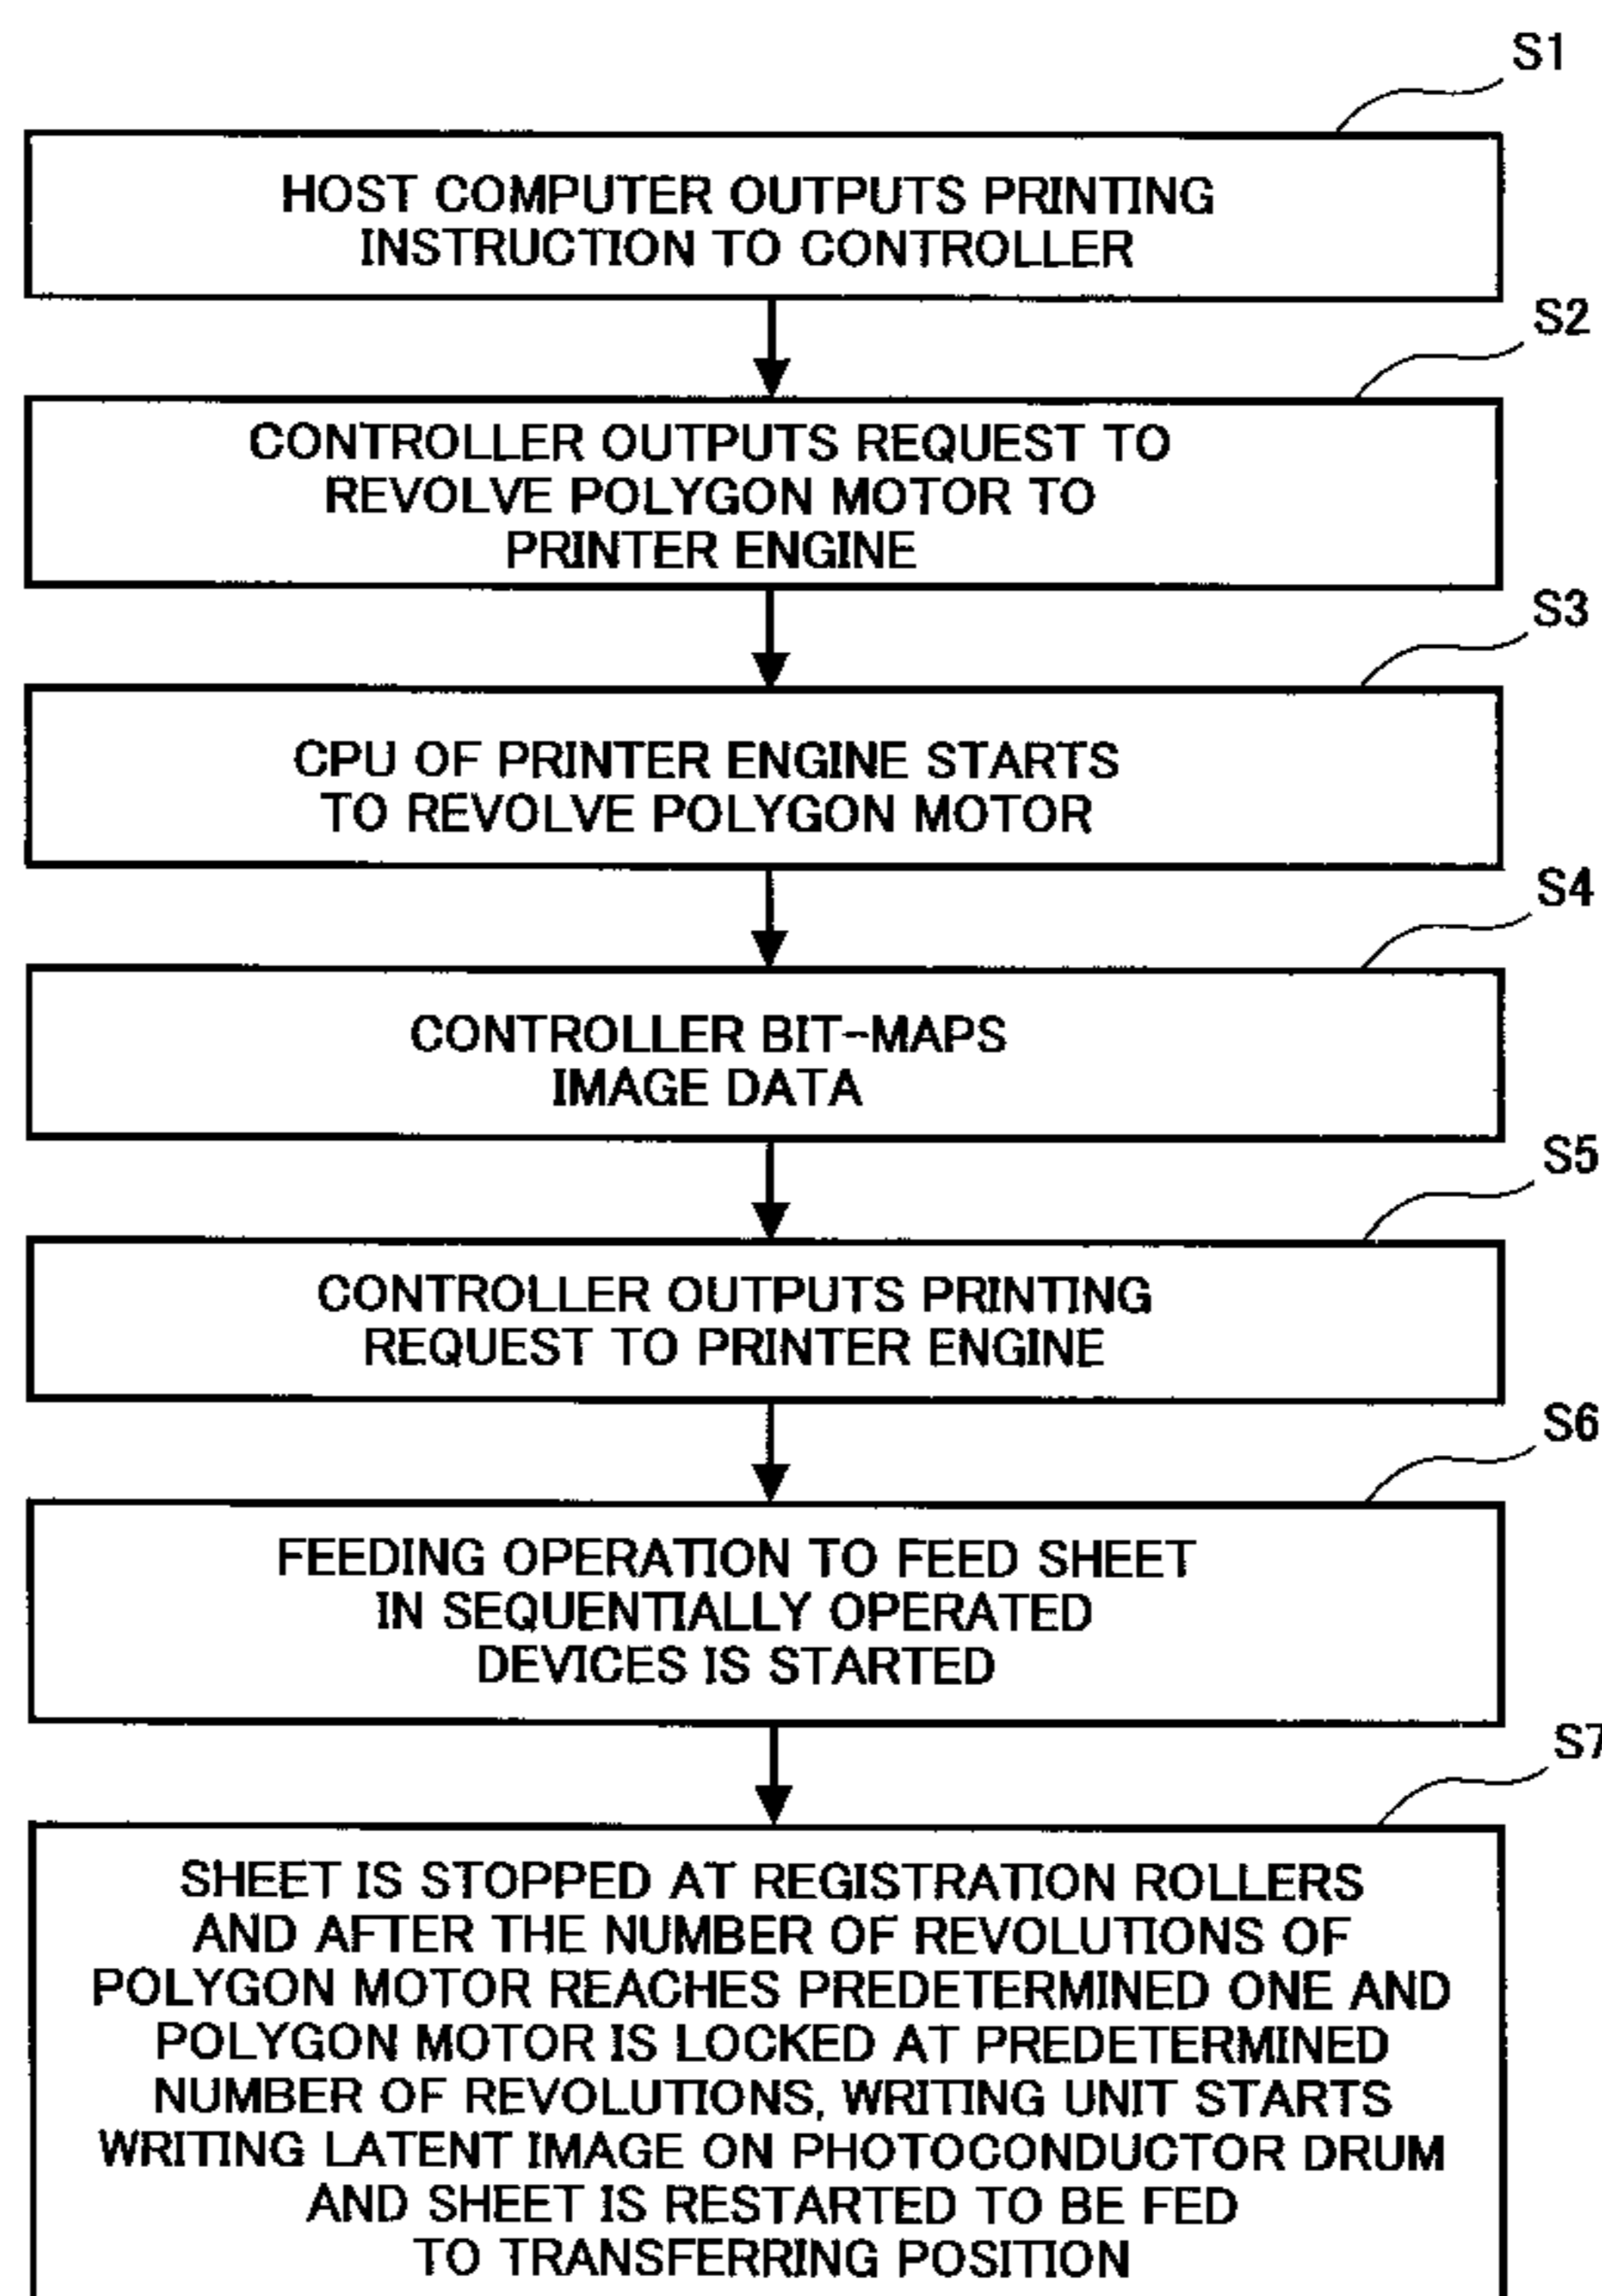 S1
HOST COMPUTER OUTPUTS PRINTING
INSTRUCTION TO CONTROLLER
S2
CONTROLLER OUTPUTS REQUEST TO
REVOLVE POLYGON MOTOR TO
PRINTER ENGINE
S3
CPU OF PRINTER ENGINE STARTS
TO REVOLVE POLYGON MOTOR
S4
CONTROLLER BIT-MAPS
IMAGE DATA
S5
CONTROLLER OUTPUTS PRINTING
REQUEST TO PRINTER ENGINE
S6
FEEDING OPERATION TO FEED SHEET
IN SEQUENTIALLY OPERATED
DEVICES IS STARTED
S7
SHEET IS STOPPED AT REGISTRATION ROLLERS
AND AFTER THE NUMBER OF REVOLUTIONS OF
POLYGON MOTOR REACHES PREDETERMINED ONE AND
POLYGON MOTOR IS LOCKED AT PREDETERMINED
NUMBER OF REVOLUTIONS, WRITING UNIT STARTS
WRITING LATENT IMAGE ON PHOTOCONDUCTOR DRUM
AND SHEET IS RESTARTED TO BE FED
TO TRANSFERRING POSITION